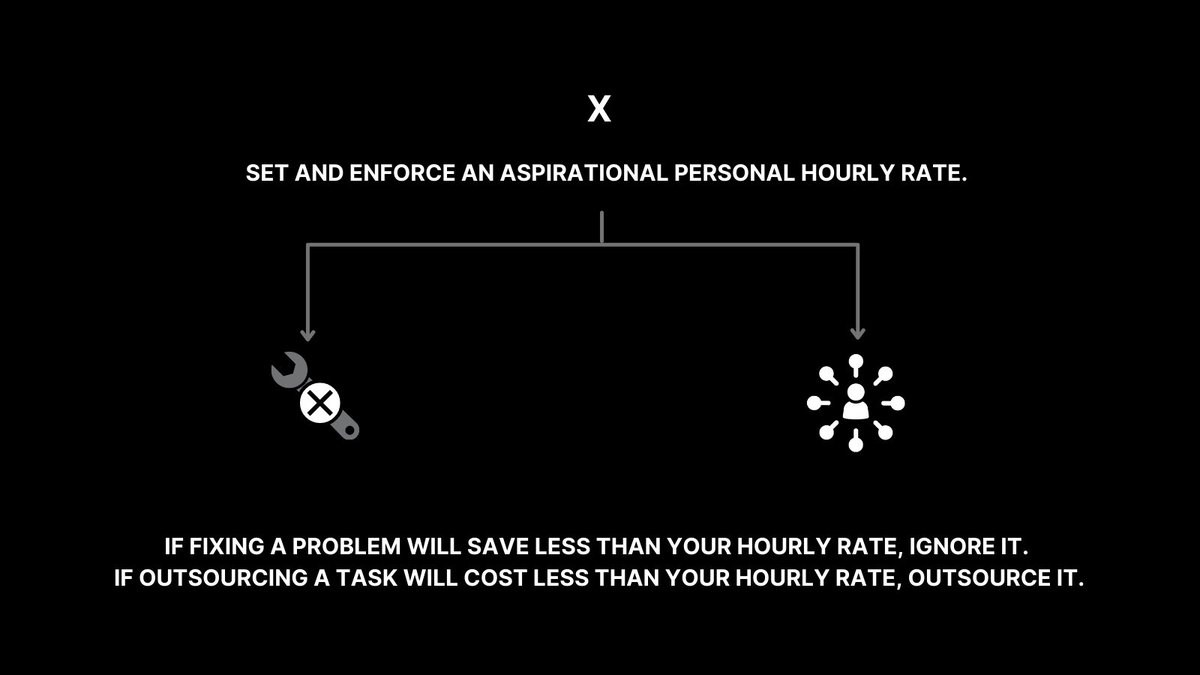 X
SET AND ENFORCE AN ASPIRATIONAL PERSONAL HOURLY RATE.
IF FIXING A PROBLEM WILL SAVE LESS THAN YOUR HOURLY RATE, IGNORE IT.
IF OUTSOURCING A TASK WILL COST LESS THAN YOUR HOURLY RATE, OUTSOURCE IT.